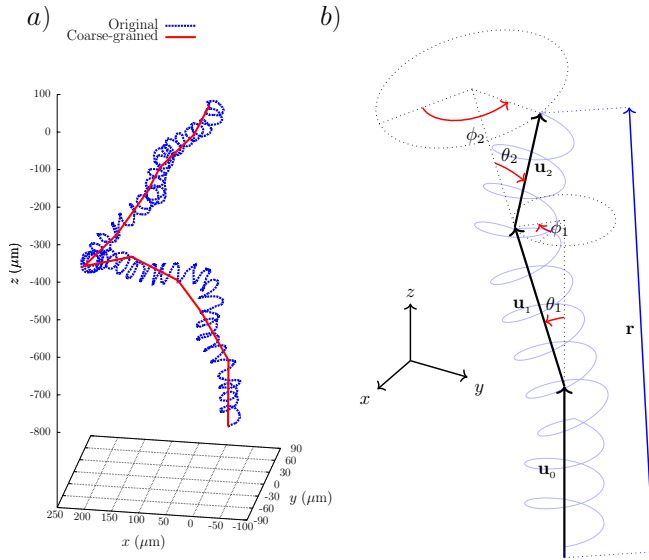 a)
Original
Coarse-grained
100
0
-100
-200
-300
-400
-500
-600
-700
-800
z (μm)
250
200
150
100
50
0
-50
-100
x (μm)
90
60
30
0
-30
-60
-90
y (μm)
b)
ϕ₂
θ₂
u₂
ϕ₁
θ₁
u₁
r
z
x
y
u₀